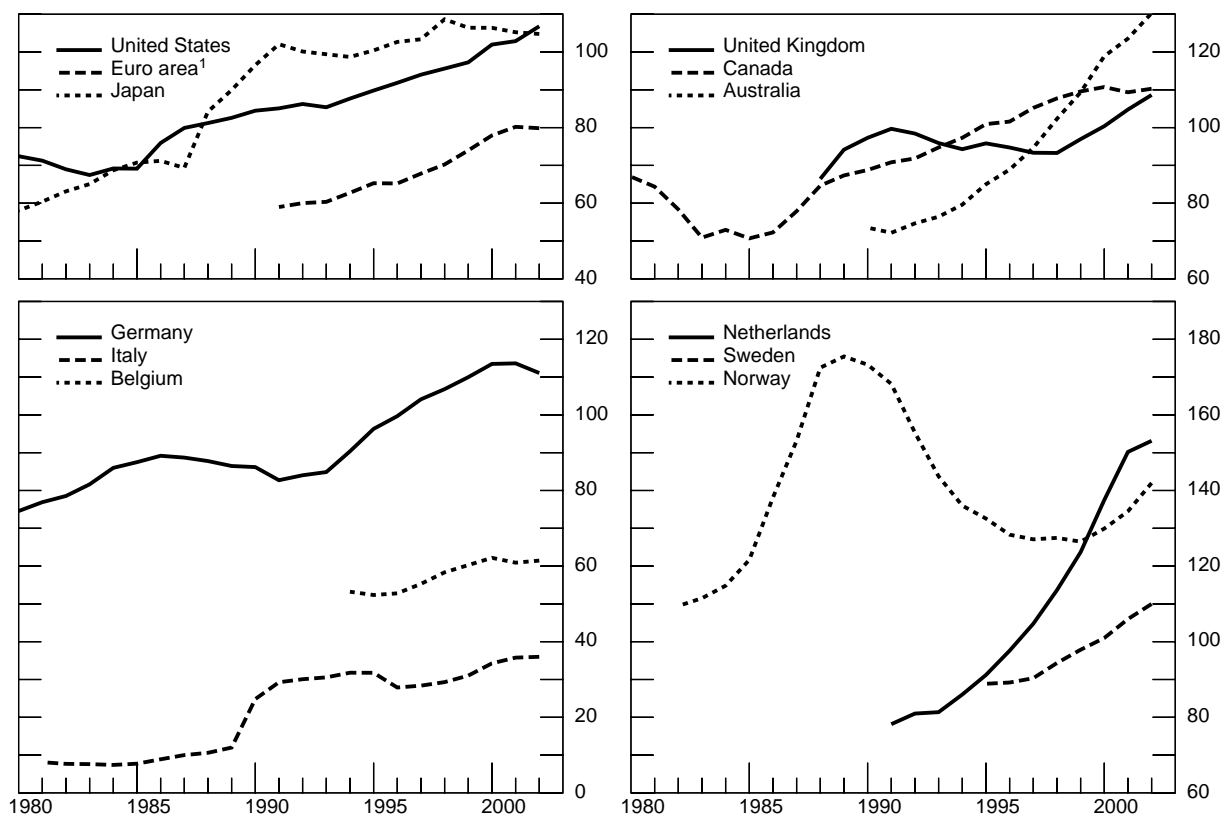 United States
Euro area¹
Japan
100
80
60
40
United Kingdom
Canada
Australia
120
100
80
60
Germany
Italy
Belgium
120
100
80
60
40
20
0
1980 1985 1990 1995 2000
Netherlands
Sweden
Norway
180
160
140
120
100
80
60
1980 1985 1990 1995 2000